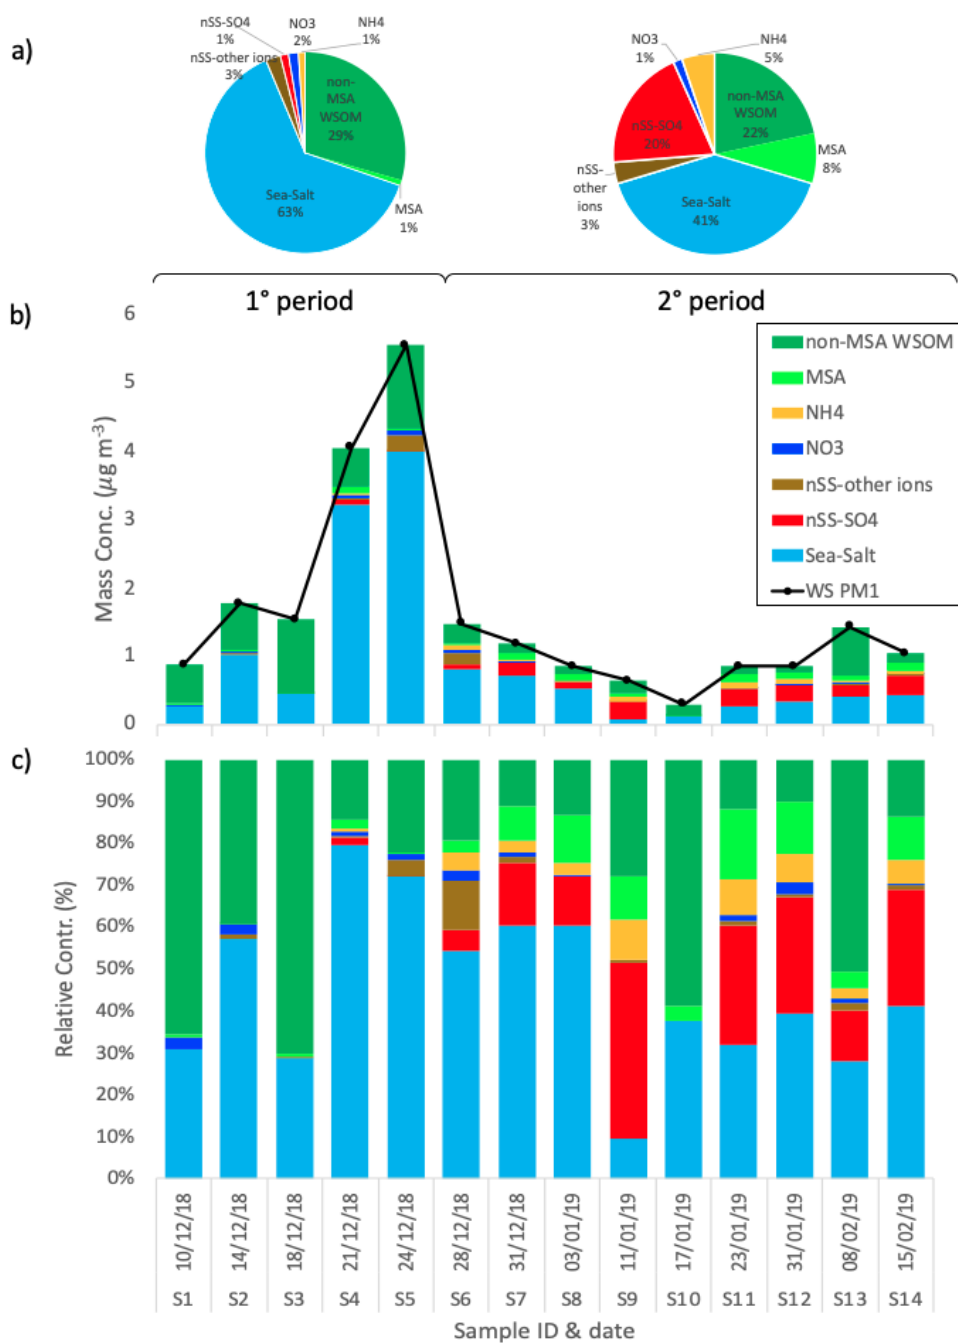 a)
nSS-SO4
1%
NO3
2%
NH4
1%
nSS-other ions
3%
non-
MSA
WSOM
29%
Sea-Salt
63%
MSA
1%
NO3
1%
NH4
5%
non-MSA
WSOM
22%
nSS-SO4
20%
MSA
8%
nSS-
other
ions
3%
Sea-Salt
41%
1° period
2° period
b)
6
5
4
3
2
1
0
Mass Conc. (µg m-3)
non-MSA WSOM
MSA
NH4
NO3
nSS-other ions
nSS-SO4
Sea-Salt
WS PM1
c)
100%
90%
80%
70%
60%
50%
40%
30%
20%
10%
0%
Relative Contr. (%)
10/12/18
14/12/18
18/12/18
21/12/18
24/12/18
28/12/18
31/12/18
03/01/19
11/01/19
17/01/19
23/01/19
31/01/19
08/02/19
15/02/19
S1 S2 S3 S4 S5 S6 S7 S8 S9 S10 S11 S12 S13 S14
Sample ID & date